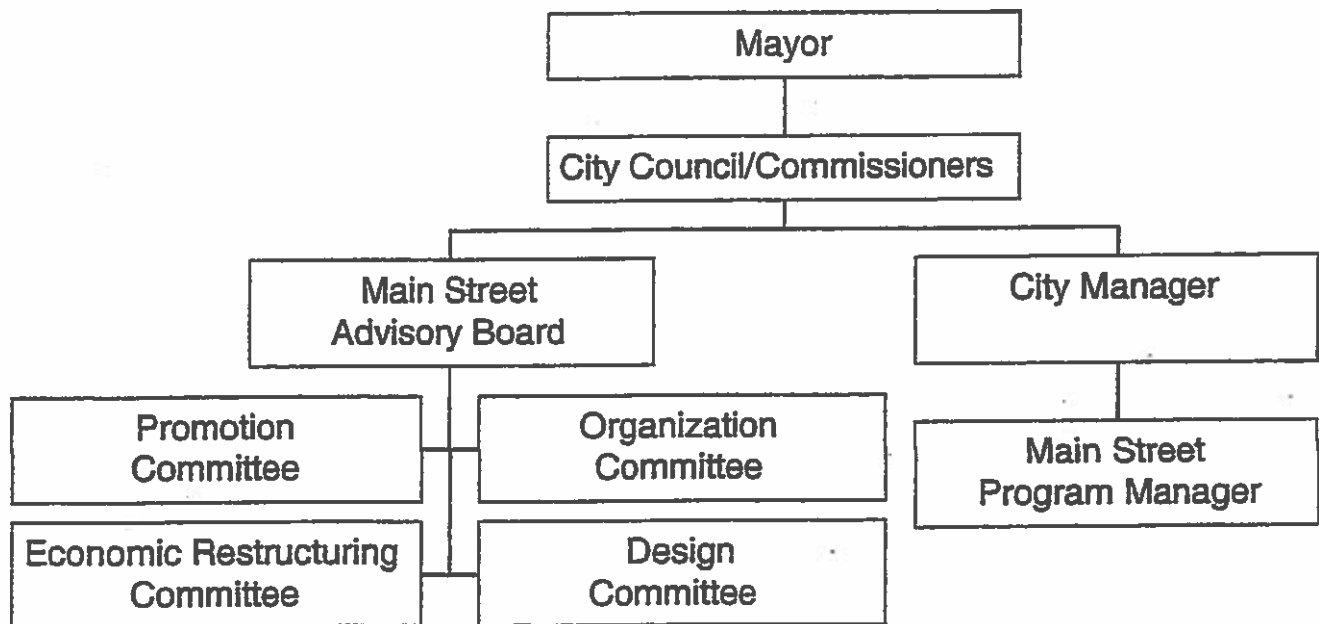 Mayor
City Council/Commissioners
Main Street
Advisory Board
City Manager
Promotion
Committee
Organization
Committee
Main Street
Program Manager
Economic Restructuring
Committee
Design
Committee